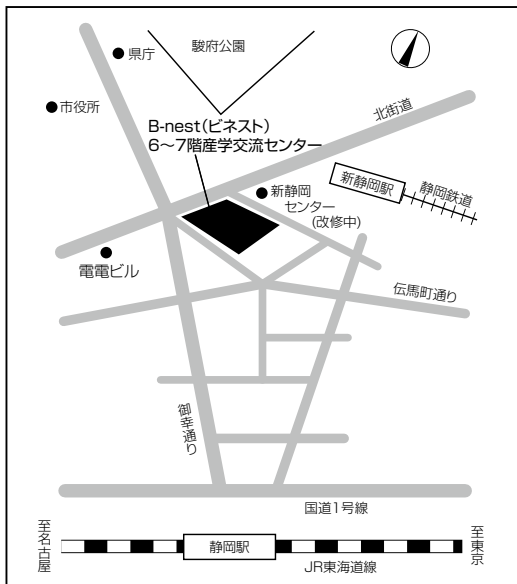 県庁
駿府公園
市役所
北街道
B-nest(ビネスト)
6〜7階産学交流センター
新静岡
センター
(改修中)
新静岡駅
静岡鉄道
電電ビル
伝馬町通り
御幸通り
国道1号線
至名古屋
静岡駅
JR東海道線
至東京